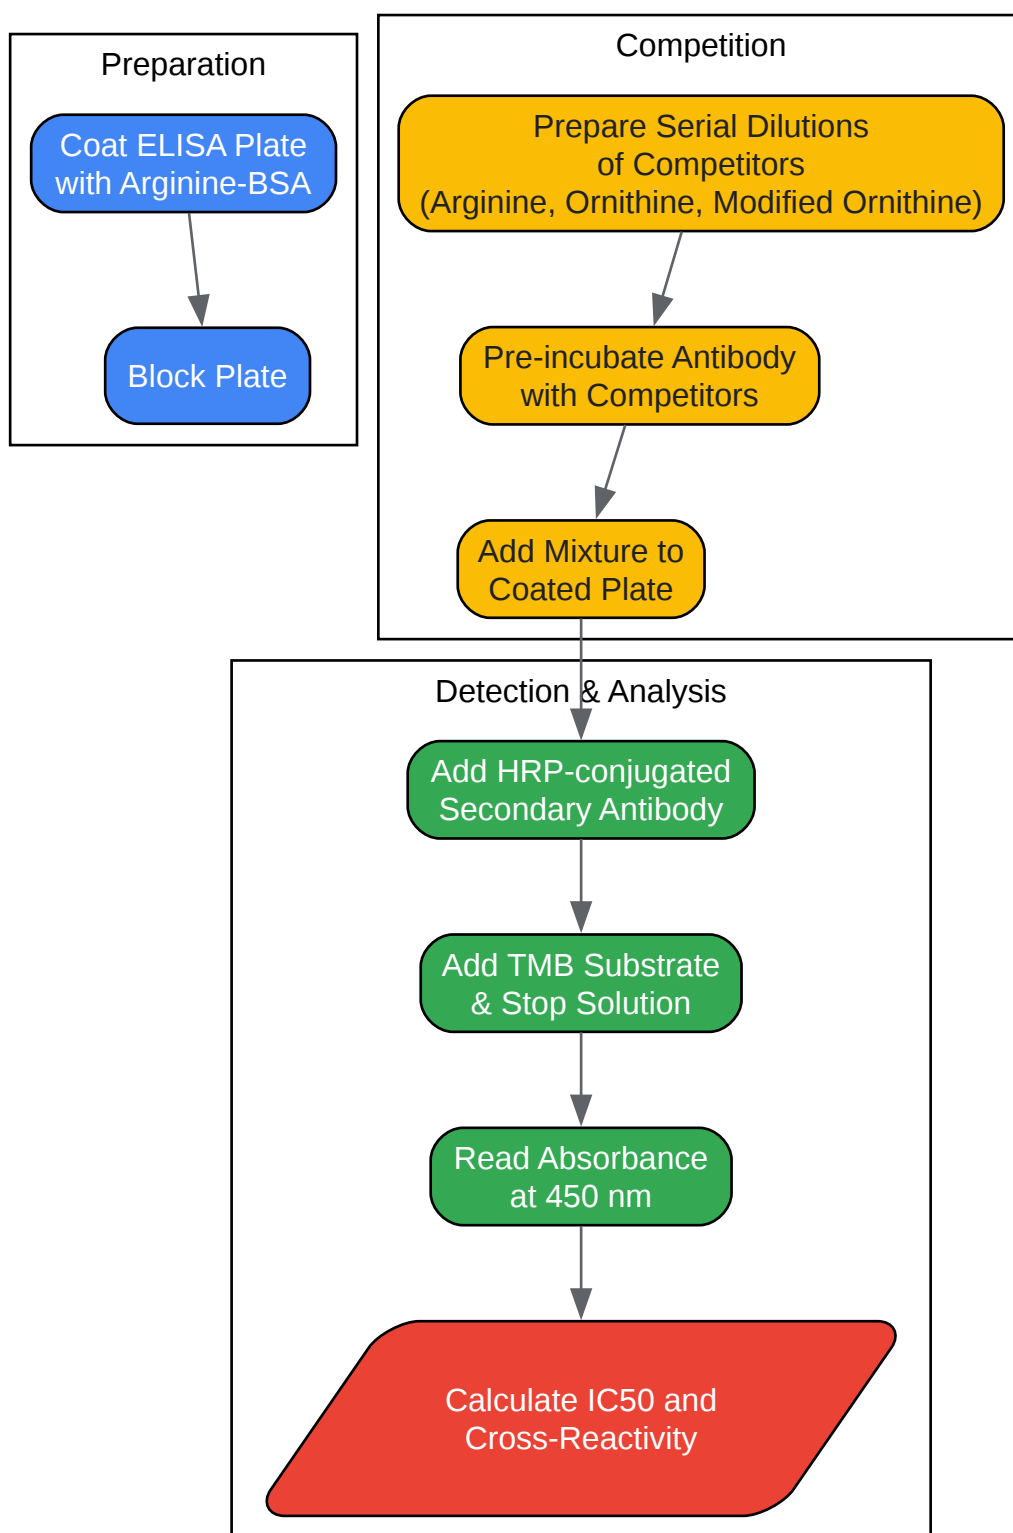 Preparation
Coat ELISA Plate
with Arginine-BSA
Block Plate
Competition
Prepare Serial Dilutions
of Competitors
(Arginine, Ornithine, Modified Ornithine)
Pre-incubate Antibody
with Competitors
Add Mixture to
Coated Plate
Detection & Analysis
Add HRP-conjugated
Secondary Antibody
Add TMB Substrate
& Stop Solution
Read Absorbance
at 450 nm
Calculate IC50 and
Cross-Reactivity